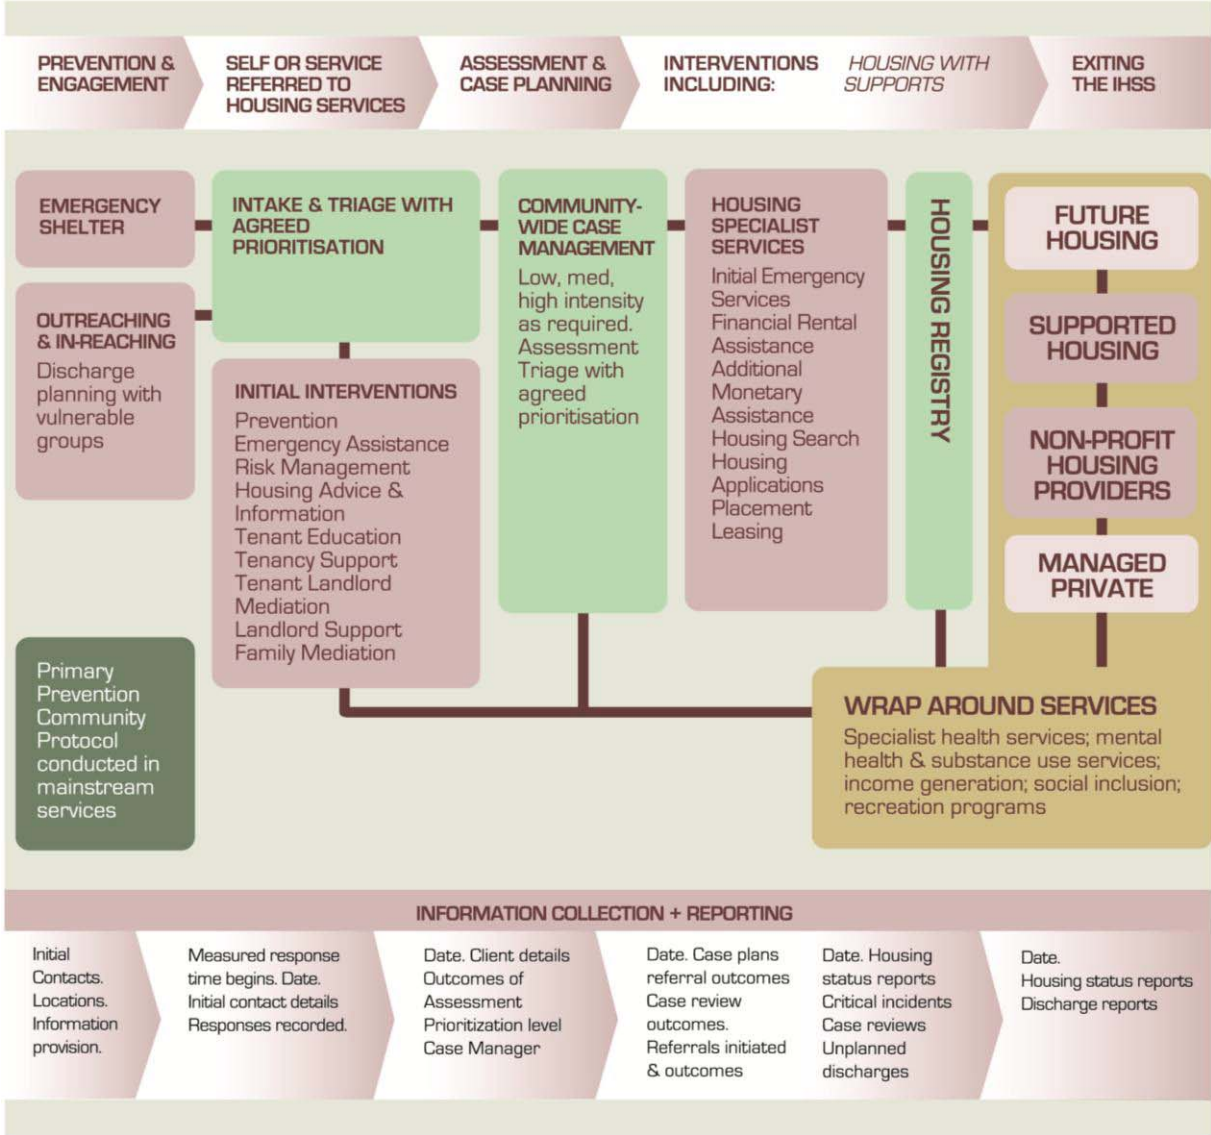 PREVENTION &
ENGAGEMENT
SELF OR SERVICE
REFERRED TO
HOUSING SERVICES
ASSESSMENT &
CASE PLANNING
INTERVENTIONS
INCLUDING:
HOUSING WITH
SUPPORTS
EXITING
THE IHSS
EMERGENCY
SHELTER
OUTREACHING
& IN-REACHING
Discharge
planning with
vulnerable
groups
Primary
Prevention
Community
Protocol
conducted in
mainstream
services
INTAKE & TRIAGE WITH
AGREED
PRIORITISATION
INITIAL INTERVENTIONS
Prevention
Emergency Assistance
Risk Management
Housing Advice &
Information
Tenant Education
Tenancy Support
Tenant Landlord
Mediation
Landlord Support
Family Mediation
COMMUNITY-
WIDE CASE
MANAGEMENT
Low, med,
high intensity
as required.
Assessment
Triage with
agreed
prioritisation
HOUSING
SPECIALIST
SERVICES
Initial Emergency
Services
Financial Rental
Assistance
Additional
Monetary
Assistance
Housing Search
Housing
Applications
Placement
Leasing
HOUSING REGISTRY
FUTURE
HOUSING
SUPPORTED
HOUSING
NON-PROFIT
HOUSING
PROVIDERS
MANAGED
PRIVATE
WRAP AROUND SERVICES
Specialist health services; mental
health & substance use services;
income generation; social inclusion;
recreation programs
INFORMATION COLLECTION + REPORTING
Initial
Contacts.
Locations.
Information
provision.
Measured response
time begins. Date.
Initial contact details
Responses recorded.
Date. Client details
Outcomes of
Assessment
Prioritization level
Case Manager
Date. Case plans
referral outcomes
Case review
outcomes.
Referrals initiated
& outcomes
Date. Housing
status reports
Critical incidents
Case reviews
Unplanned
discharges
Date.
Housing status reports
Discharge reports